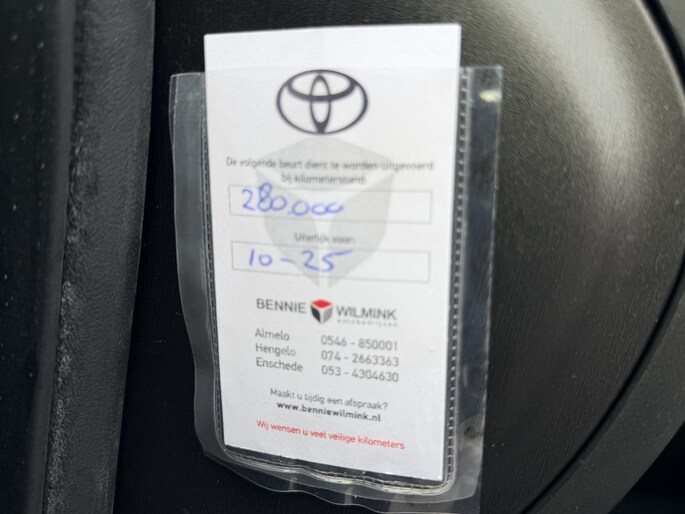 De volgende beurt dient te worden uitgevoerd
bij kilometerstand:
280.000
Uiterlijk voor:
10-25
BENNIE WILMINK
autobedrijven
Almelo 0546 - 850001
Hengelo 074 - 2663363
Enschede 053 - 4304630
Maakt u tijdig een afspraak?
www.benniewilmink.nl
Wij wensen u veel veilige kilometers